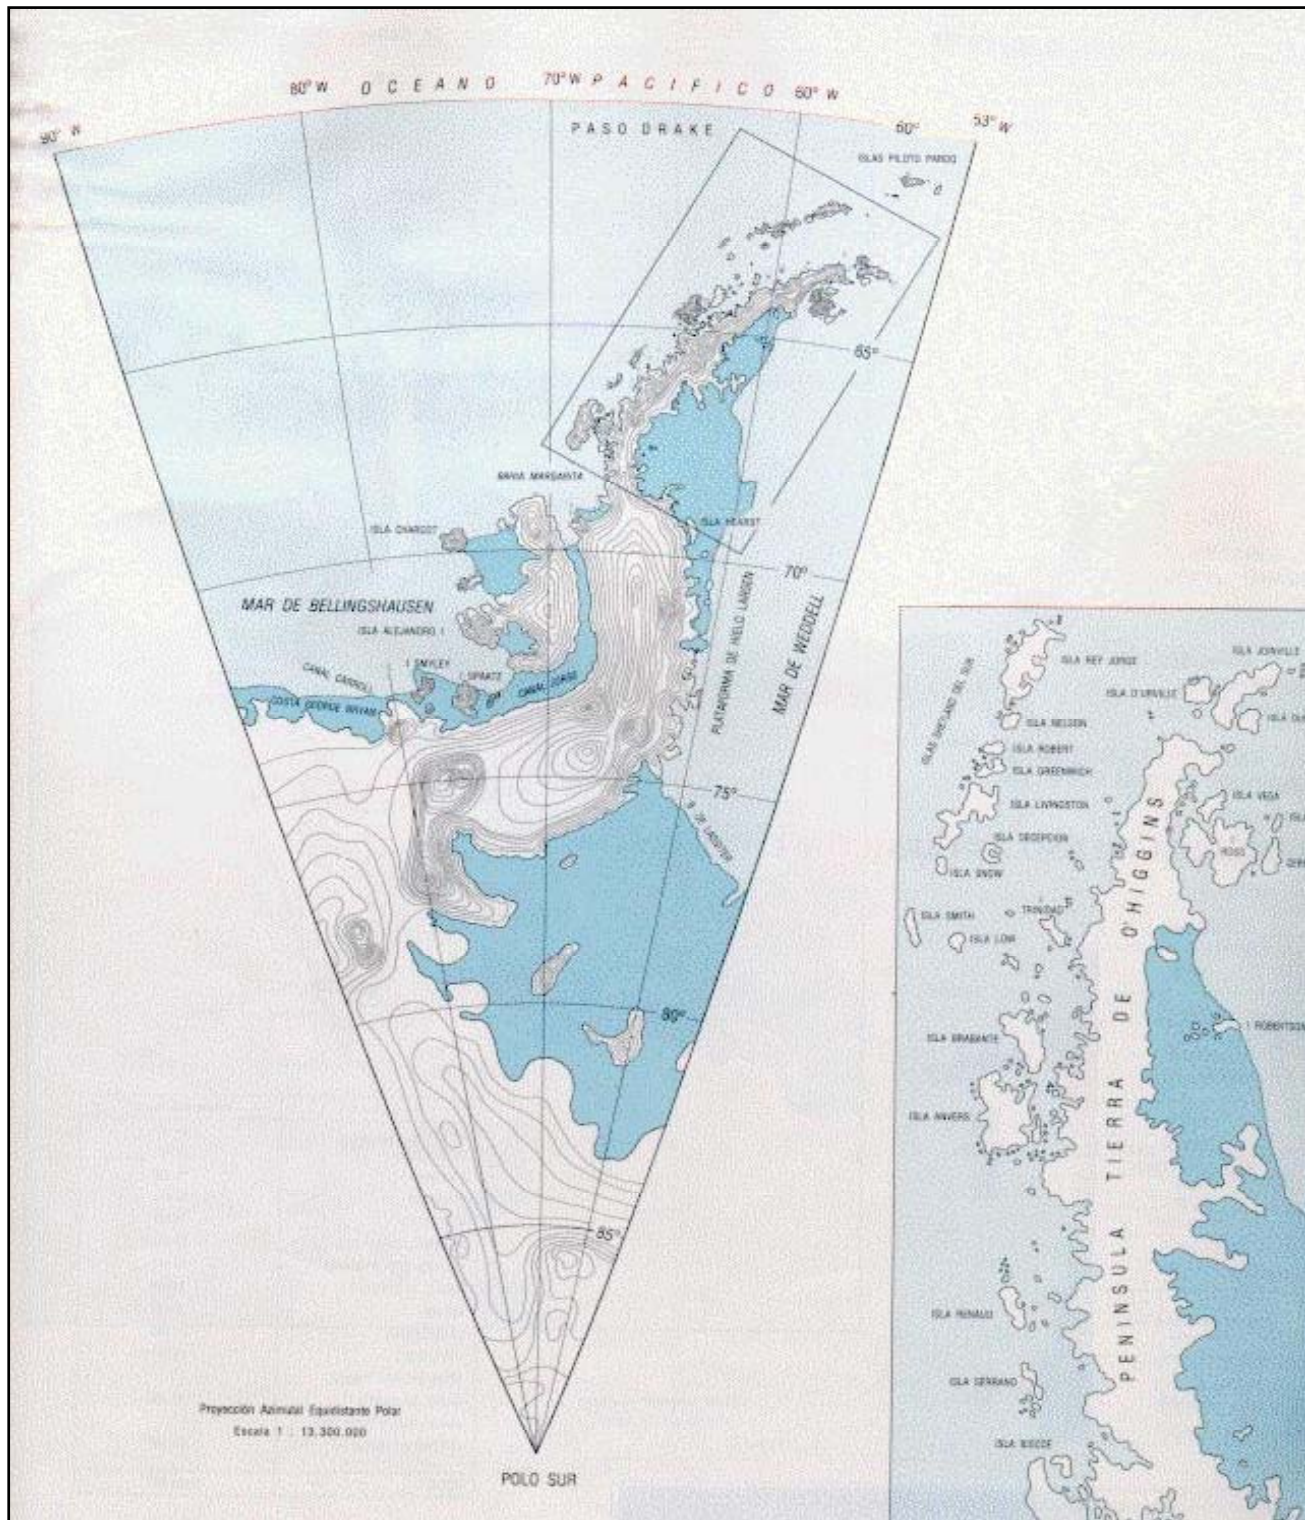 90° W
80° W
OCEANO
70° W
PACIFICO
60° W
60°
53° W
PASO DRAKE
ISLAS PILOTO PARDO
65°
BAHIA MARGARITA
ISLA CHARCOT
ISLA HEARST
70°
MAR DE BELLINGSHAUSEN
ISLA ALEJANDRO I
I SMYLEY
I SPAATZ
CANAL CARROLL
CANAL JORGE
COSTA GEORGE BRYAN
PLATAFORMA DE HIELO LARSEN
MAR DE WEDDELL
75°
80°
85°
POLO SUR
Proyección Azimutal Equidistante Polar
Escala 1 : 13.300.000
ISLAS SHETLAND DEL SUR
ISLA REY JORGE
ISLA JOINVILLE
ISLA D'URVILLE
ISLA NELSON
ISLA ROBERT
ISLA GREENWICH
ISLA LIVINGSTON
ISLA VEGA
ISLA DECEPCION
ROSS
ISLA SNOW
ISLA SMITH
TRINIDAD
ISLA LOW
ISLA BRABANTE
I ROBERTSON
ISLA ANVERS
PENINSULA TIERRA DE O'HIGGINS
ISLA RENAUD
ISLA SERRANO
ISLA BISCOE